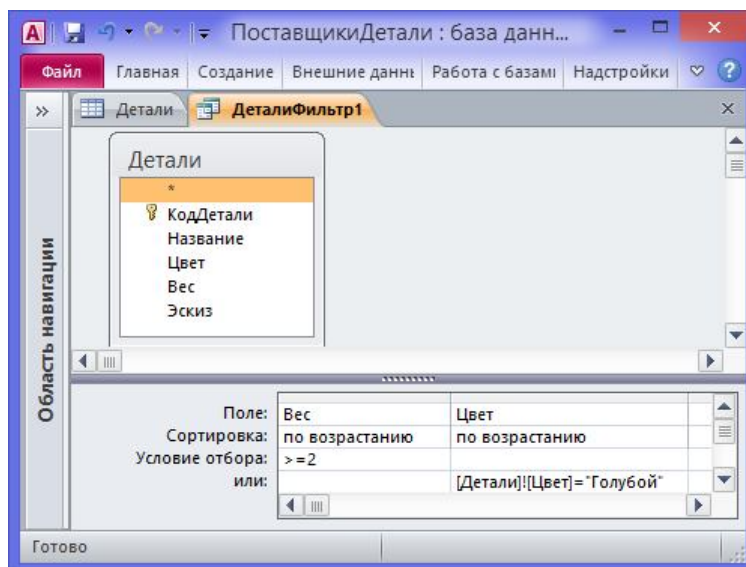 ПоставщикиДетали : база данн...
Файл Главная Создание Внешние данны Работа с базами Надстройки
Детали ДеталиФильтр1
Область навигации
Детали
*
КодДетали
Название
Цвет
Вес
Эскиз
Поле: Вес Цвет
Сортировка: по возрастанию по возрастанию
Условие отбора: >=2
или: [Детали]![Цвет]="Голубой"
Готово